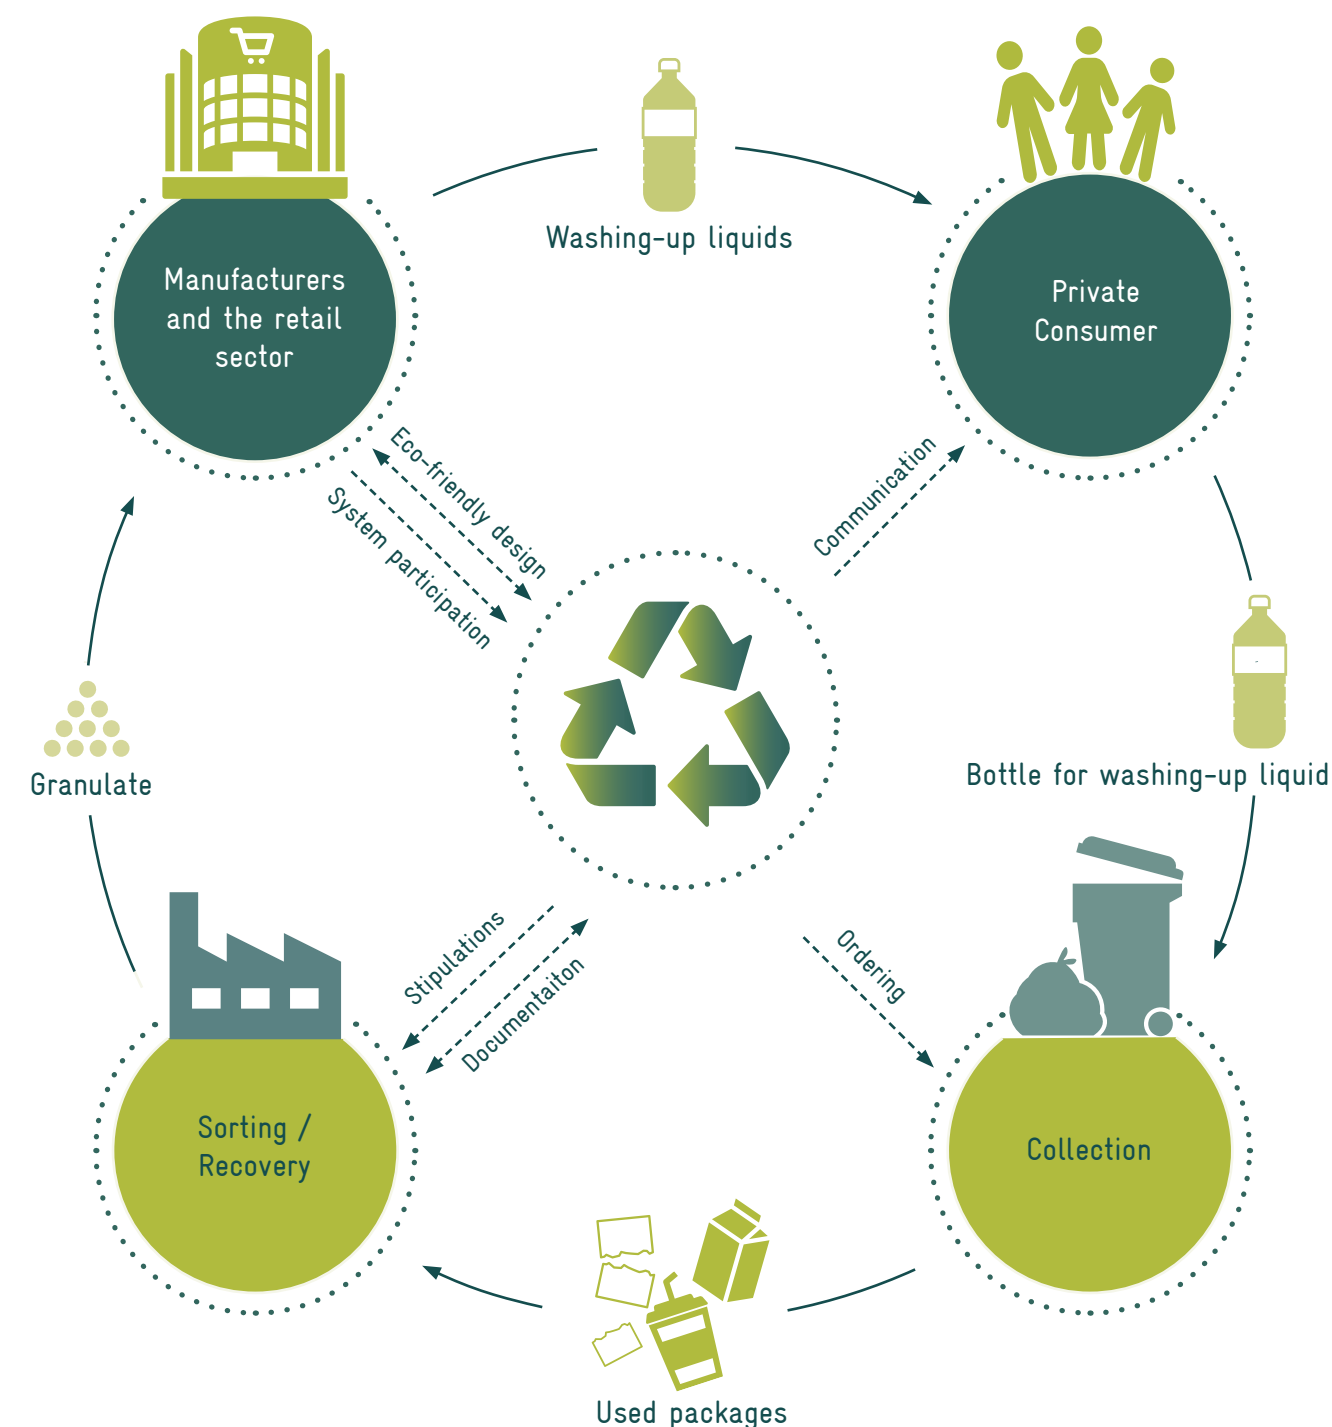 Washing-up liquids
Manufacturers
and the retail
sector
Private
Consumer
Eco-friendly design
System participation
Communication
Granulate
Bottle for washing-up liquid
Stipulations
Documentaiton
Ordering
Sorting /
Recovery
Collection
Used packages